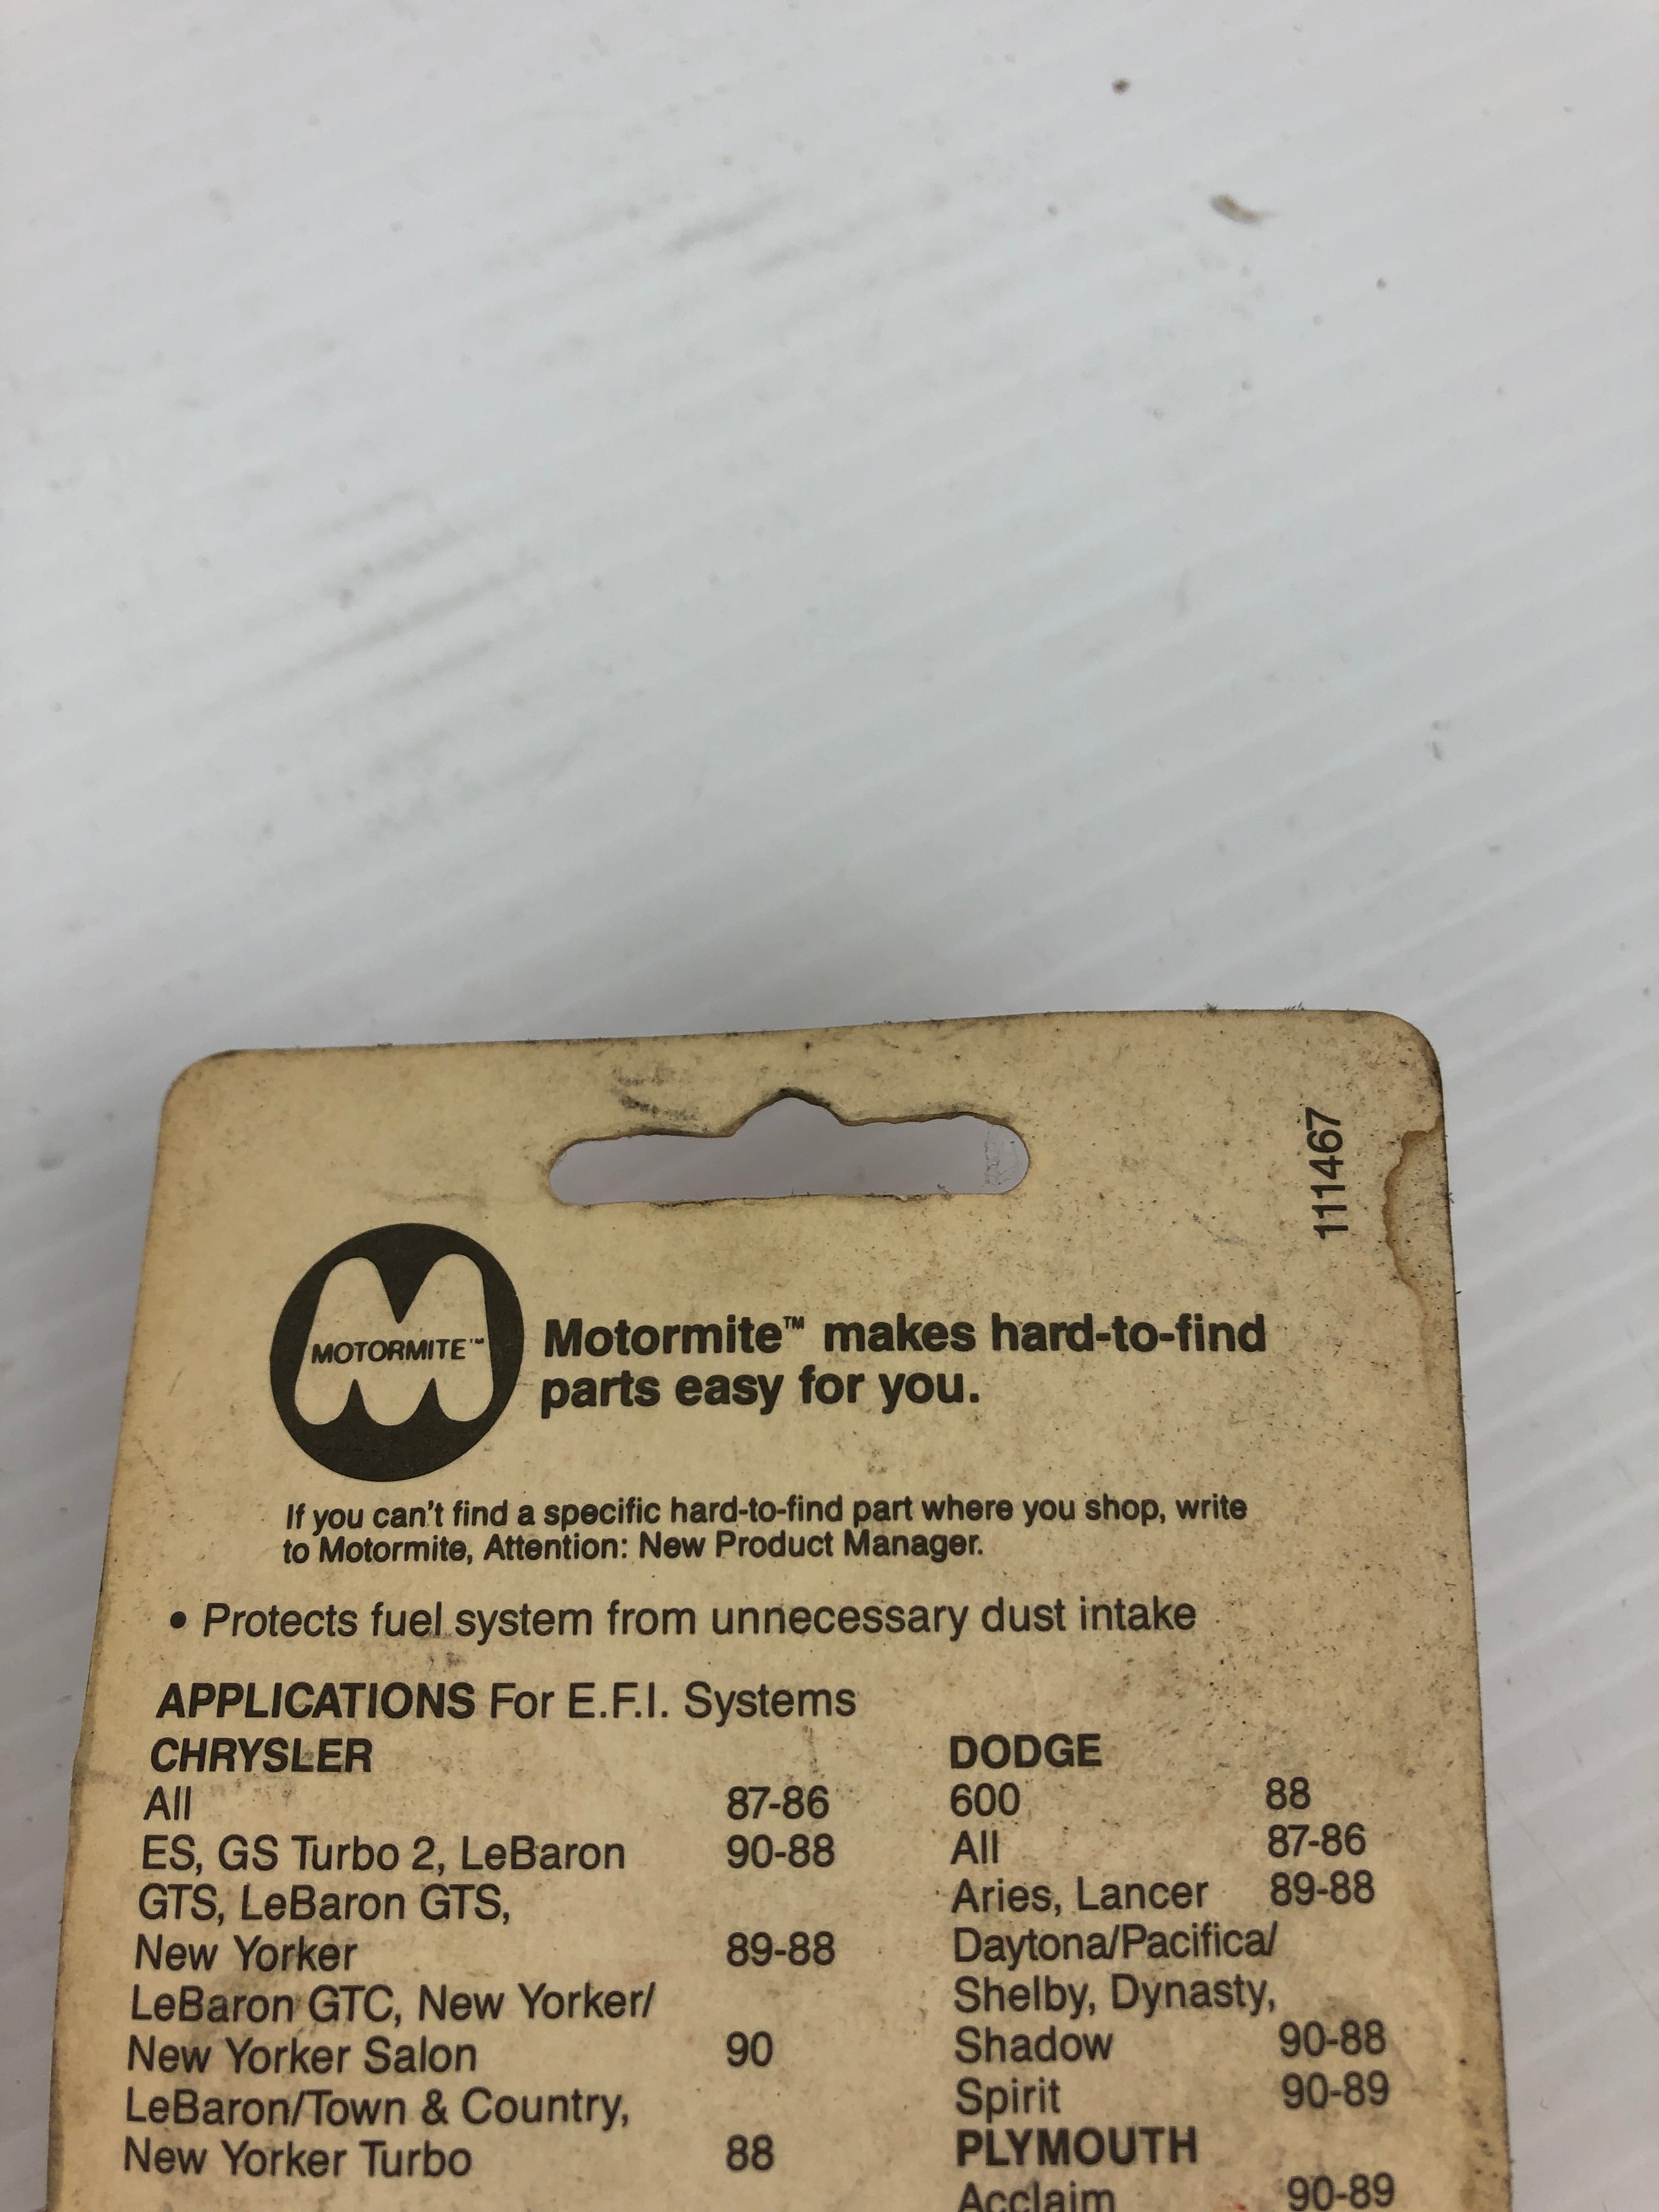 111467
MOTORMITE™
Motormite™ makes hard-to-find
parts easy for you.
If you can't find a specific hard-to-find part where you shop, write
to Motormite, Attention: New Product Manager.
• Protects fuel system from unnecessary dust intake
APPLICATIONS For E.F.I. Systems
CHRYSLER
All 87-86
ES, GS Turbo 2, LeBaron 90-88
GTS, LeBaron GTS,
New Yorker 89-88
LeBaron GTC, New Yorker/
New Yorker Salon 90
LeBaron/Town & Country,
New Yorker Turbo 88
DODGE
600 88
All 87-86
Aries, Lancer 89-88
Daytona/Pacifica/
Shelby, Dynasty,
Shadow 90-88
Spirit 90-89
PLYMOUTH
Acclaim 90-89